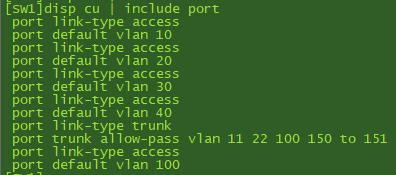 [SW1]disp cu | include port
port link-type access
port default vlan 10
port link-type access
port default vlan 20
port link-type access
port default vlan 30
port link-type access
port default vlan 40
port link-type trunk
port trunk allow-pass vlan 11 22 100 150 to 151
port link-type access
port default vlan 100